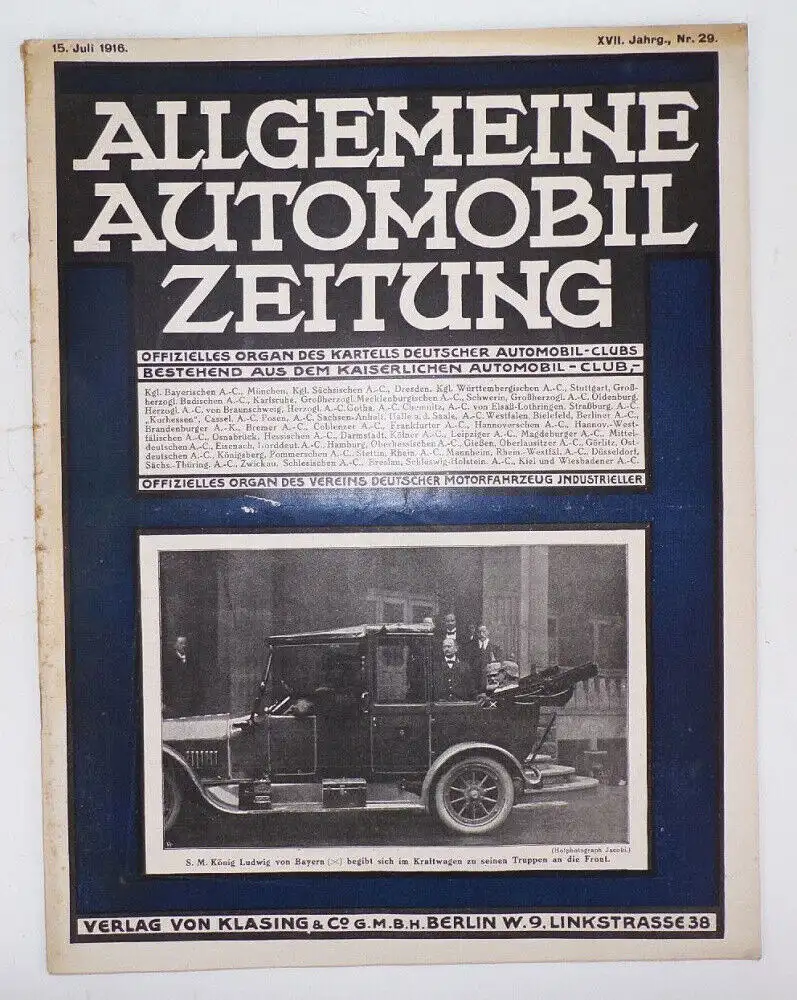 15. Juli 1916.
XVII. Jahrg., Nr. 29.
ALLGEMEINE
AUTOMOBIL
ZEITUNG
OFFIZIELLES ORGAN DES KARTELLS DEUTSCHER AUTOMOBIL-CLUBS
BESTEHEND AUS DEM KAISERLICHEN AUTOMOBIL-CLUB,-
Kgl. Bayerischen A.-C., München, Kgl. Sächsischen A.-C., Dresden, Kgl. Württembergischen A.-C., Stuttgart, Groß-
herzogl. Badischen A.-C., Karlsruhe, Großherzogl. Mecklenburgischen A.-C., Schwerin, Großherzogl. A.-C. Oldenburg,
Herzogl. A.-C. von Braunschweig, Herzogl. A.-C. Gotha, A.-C. Chemnitz, A.-C. von Elsaß-Lothringen, Straßburg, A.-C.
„Kurhessen", Cassel, A.-C. Posen, A.-C. Sachsen-Anhalt, Halle a. d. Saale, A.-C. Westfalen, Bielefeld, Berliner A.-C.,
Brandenburger A.-K., Bremer A.-C., Coblenzer A.-C., Frankfurter A.-C., Hannoverschen A.-C., Hannov.-West-
fälischen A.-C., Osnabrück, Hessischen A.-C., Darmstadt, Kölner A.-C., Leipziger A.-C., Magdeburger A.-C., Mittel-
deutschen A.-C., Eisenach, Norddeut. A.-C., Hamburg, Oberhessischen A.-C., Gießen, Oberlausitzer A.-C., Görlitz, Ost-
deutschen A.-C., Königsberg, Pommerschen A.-C., Stettin, Rhein. A.-C., Mannheim, Rhein.-Westfäl. A.-C., Düsseldorf,
Sächs.-Thüring. A.-C., Zwickau, Schlesischen A.-C., Breslau, Schleswig-Holstein. A.-C., Kiel und Wiesbadener A.-C.
OFFIZIELLES ORGAN DES VEREINS DEUTSCHER MOTORFAHRZEUG JNDUSTRIELLER
(Hofphotograph Jacobi.)
S. M. König Ludwig von Bayern (×) begibt sich im Kraftwagen zu seinen Truppen an die Front.
VERLAG VON KLASING & Co G.M.B.H. BERLIN W.9, LINKSTRASSE 38